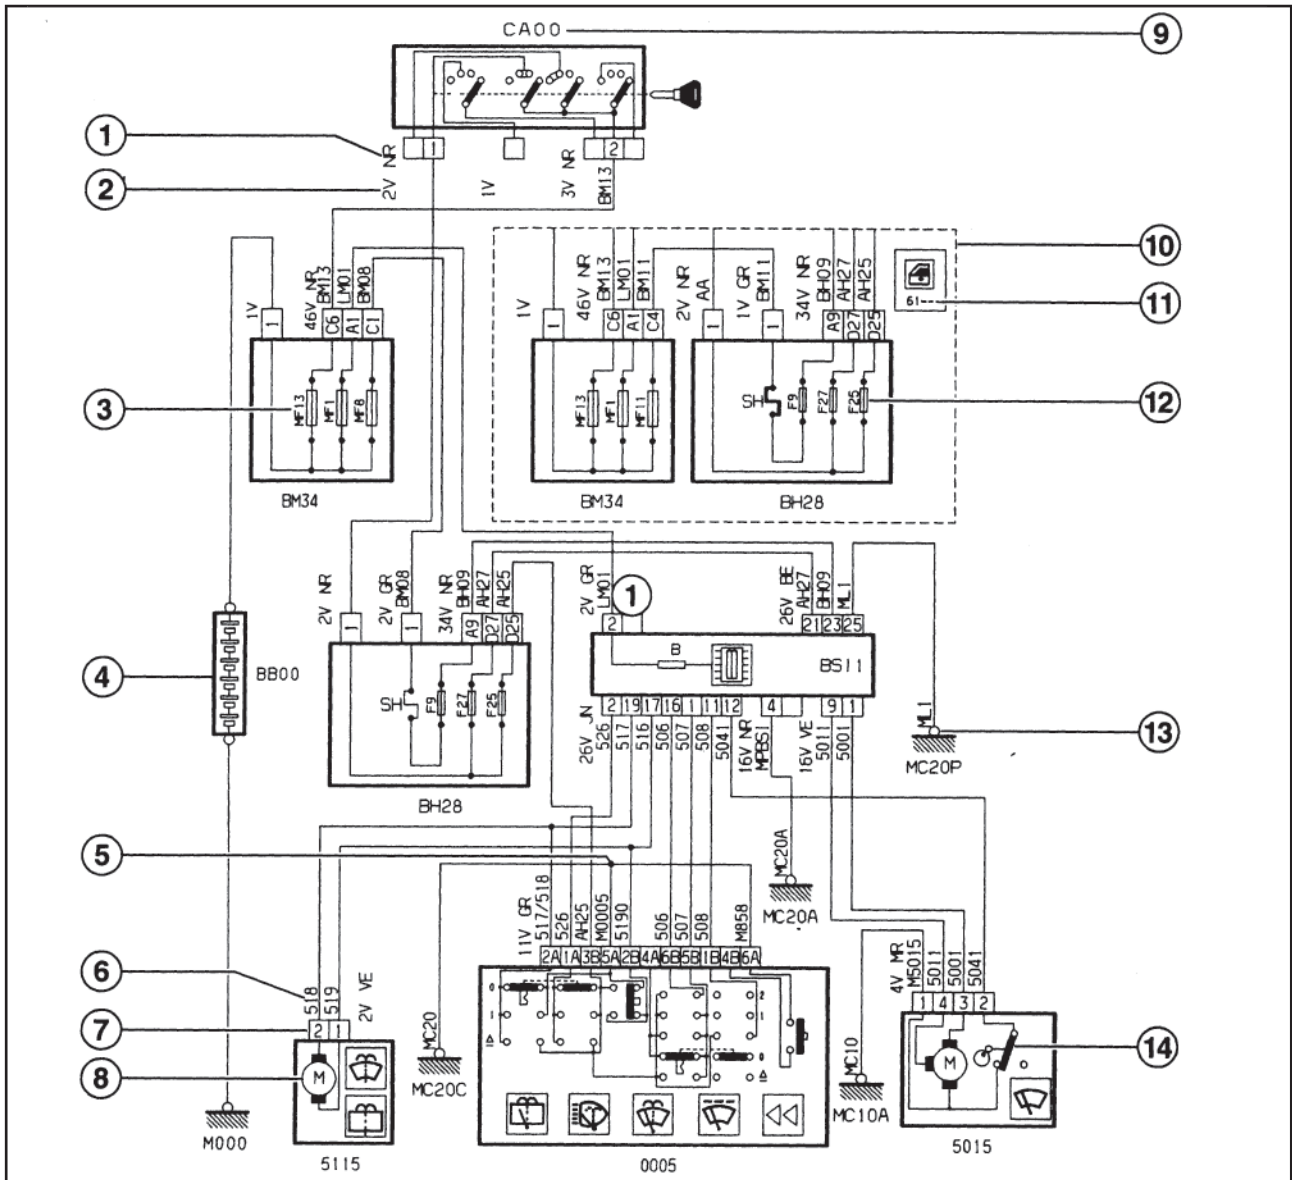 CA00
9
1
2
2V NR
1
1V
3V NR
2
BM13
10
11
61---
1V
1
46V NR
BM13
LM01
BM08
C6
A1
C1
MF13
MF1
MF8
BM34
3
1V
1
46V NR
BM13
LM01
BM11
C6
A1
C4
MF13
MF1
MF11
BM34
2V NR
AA
1
1V GR
BM11
1
34V NR
BH09
AH27
AH25
A9
D27
D25
SH
F9
F27
F25
BH28
12
4
BB00
2V NR
1
2V GR
BM08
1
34V NR
BH09
AH27
AH25
A9
D27
D25
SH
F9
F27
F25
BH28
2V GR
LM01
1
2
26V BE
AH27
BH09
ML1
21
23
25
B
BSI1
2
19
17
16
1
11
12
4
9
1
26V JN
526
517
516
506
507
508
5041
16V NR
MPBSI
16V VE
5011
5001
ML1
13
MC20P
5
MC20A
MC20A
11V GR
517/518
526
AH25
M0005
5190
506
507
508
M858
2A
1A
3B
5A
2B
4A
6B
5B
1B
4B
6A
0
1
2
1
0
0005
MC20
MC20C
6
518
519
2V VE
7
2
1
8
M
5115
M000
MC10
MC10A
4V MR
M5015
5011
5001
5041
1
4
3
2
M
14
5015